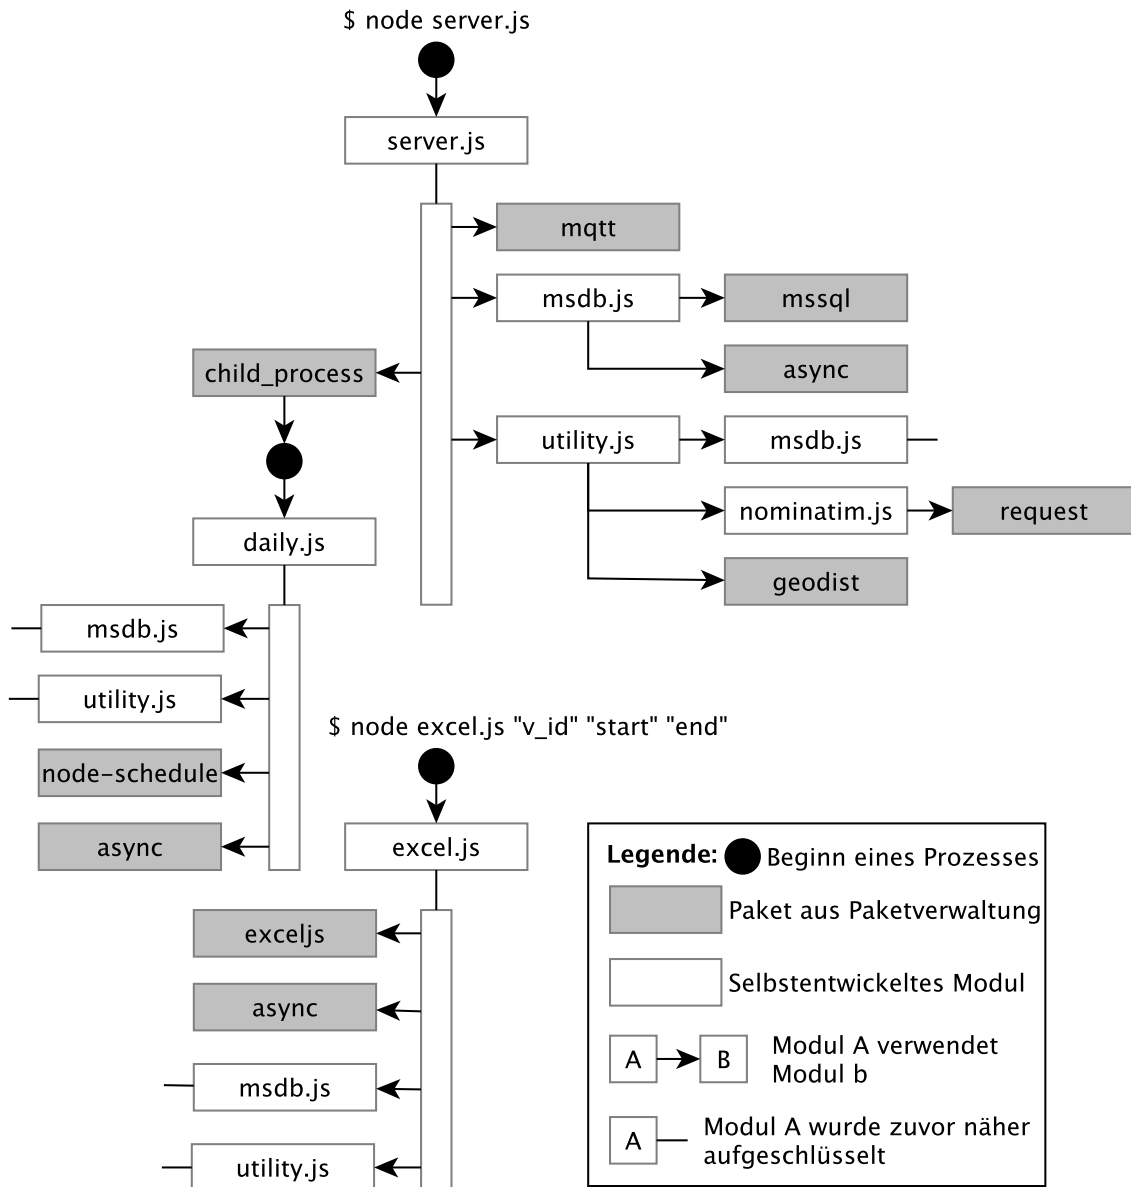 $ node server.js
server.js
mqtt
msdb.js
mssql
async
child_process
utility.js
msdb.js
nominatim.js
request
geodist
daily.js
msdb.js
utility.js
node-schedule
async
$ node excel.js "v_id" "start" "end"
excel.js
exceljs
async
msdb.js
utility.js
Legende:
Beginn eines Prozesses
Paket aus Paketverwaltung
Selbstentwickeltes Modul
A
B
Modul A verwendet
Modul b
A
Modul A wurde zuvor näher
aufgeschlüsselt